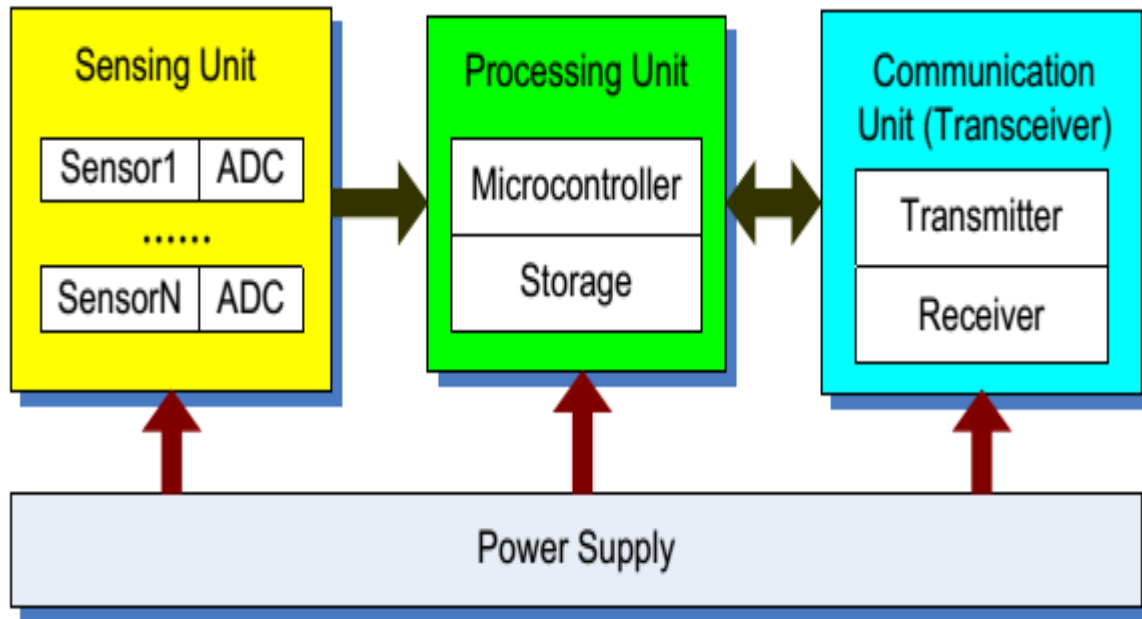 Sensing Unit
Sensor1 ADC
......
SensorN ADC
Processing Unit
Microcontroller
Storage
Communication
Unit (Transceiver)
Transmitter
Receiver
Power Supply